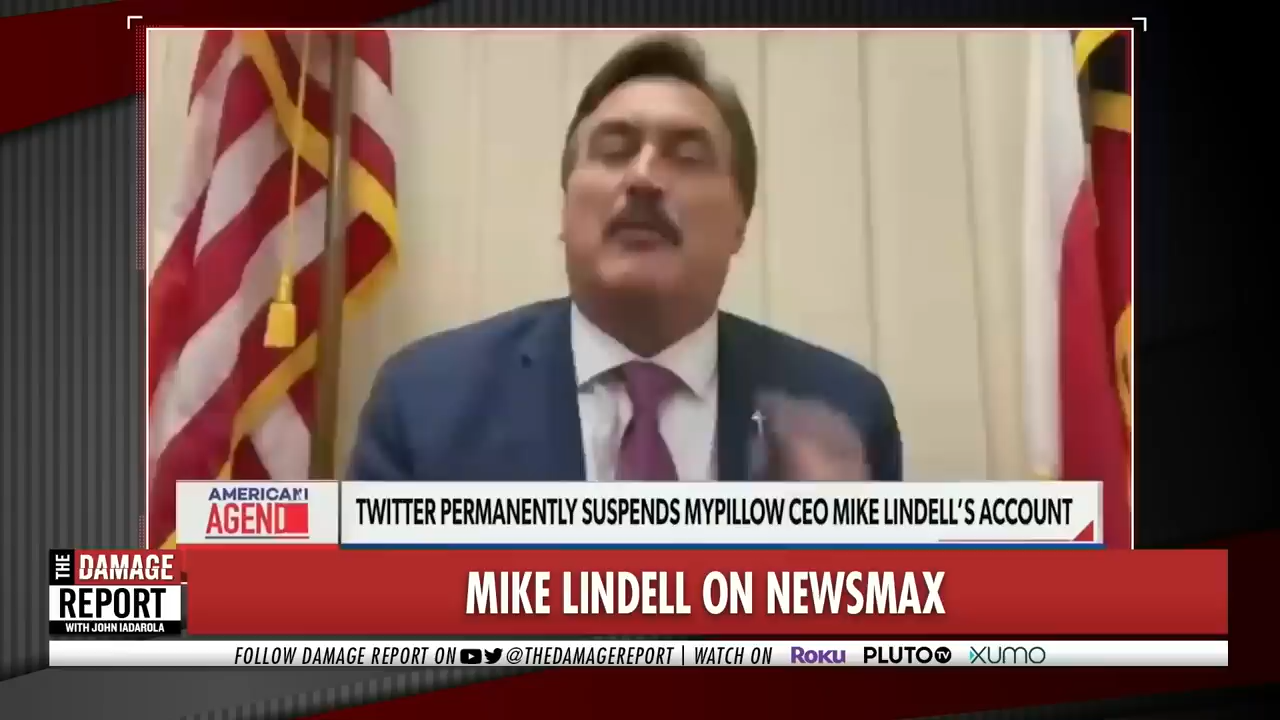 AMERICAN
AGEND
TWITTER PERMANENTLY SUSPENDS MYPILLOW CEO MIKE LINDELL'S ACCOUNT
THE
DAMAGE
REPORT
WITH JOHN IADAROLA
MIKE LINDELL ON NEWSMAX
FOLLOW DAMAGE REPORT ON @THEDAMAGEREPORT | WATCH ON ROKU PLUTO TV XUMO